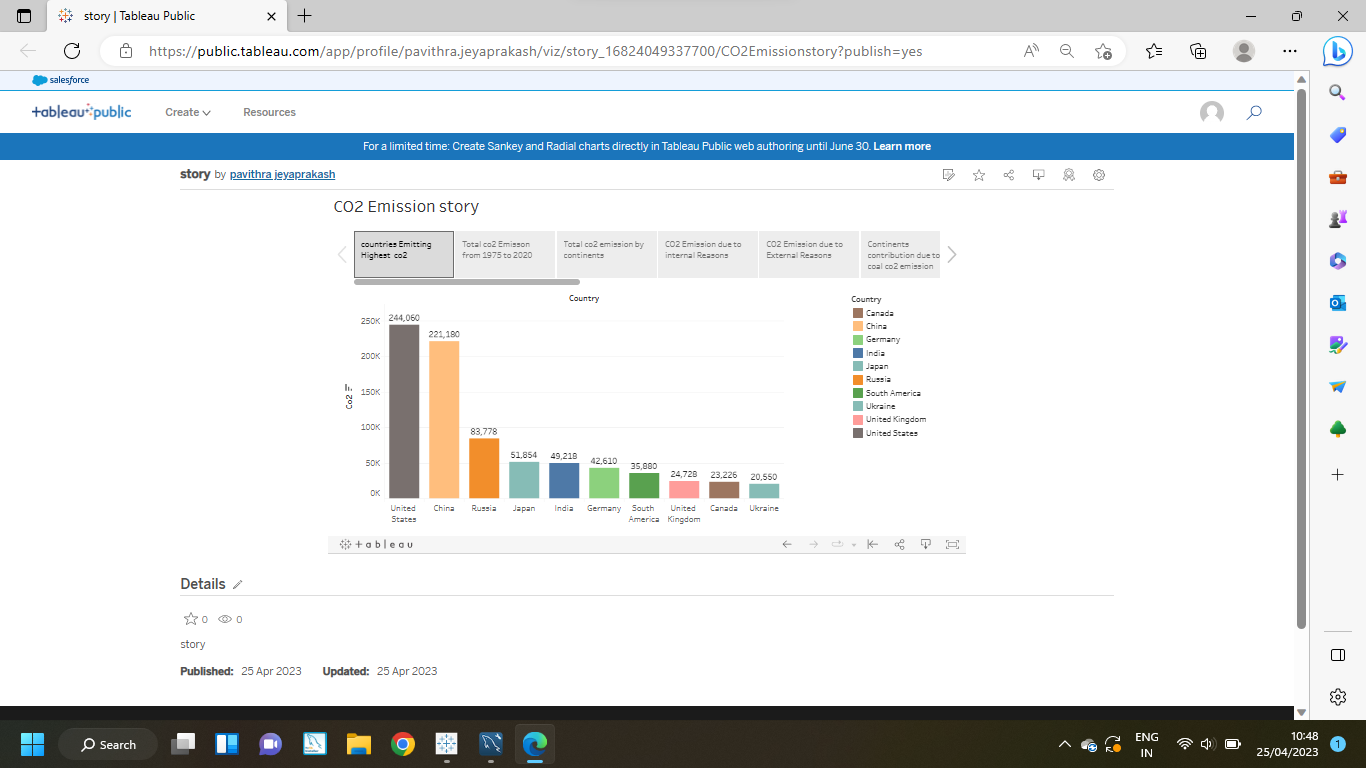 story | Tableau Public
https://public.tableau.com/app/profile/pavithra.jeyaprakash/viz/story_16824049337700/CO2Emissionstory?publish=yes
salesforce
+ableau public
Create
Resources
For a limited time: Create Sankey and Radial charts directly in Tableau Public web authoring until June 30. Learn more
story by pavithra jeyaprakash
CO2 Emission story
countries Emitting
Highest co2
Total co2 Emisson
from 1975 to 2020
Total co2 emission by
continents
CO2 Emission due to
internal Reasons
CO2 Emission due to
External Reasons
Continents
contribution due to
coal co2 emission
Country
Co2
250K
200K
150K
100K
50K
0K
244,060
221,180
83,778
51,854
49,218
42,610
35,880
24,728
23,226
20,550
United
States
China
Russia
Japan
India
Germany
South
America
United
Kingdom
Canada
Ukraine
Country
Canada
China
Germany
India
Japan
Russia
South America
Ukraine
United Kingdom
United States
+ a b l e a u
Details
0
0
story
Published: 25 Apr 2023 Updated: 25 Apr 2023
Search
ENG
IN
10:48
25/04/2023
1